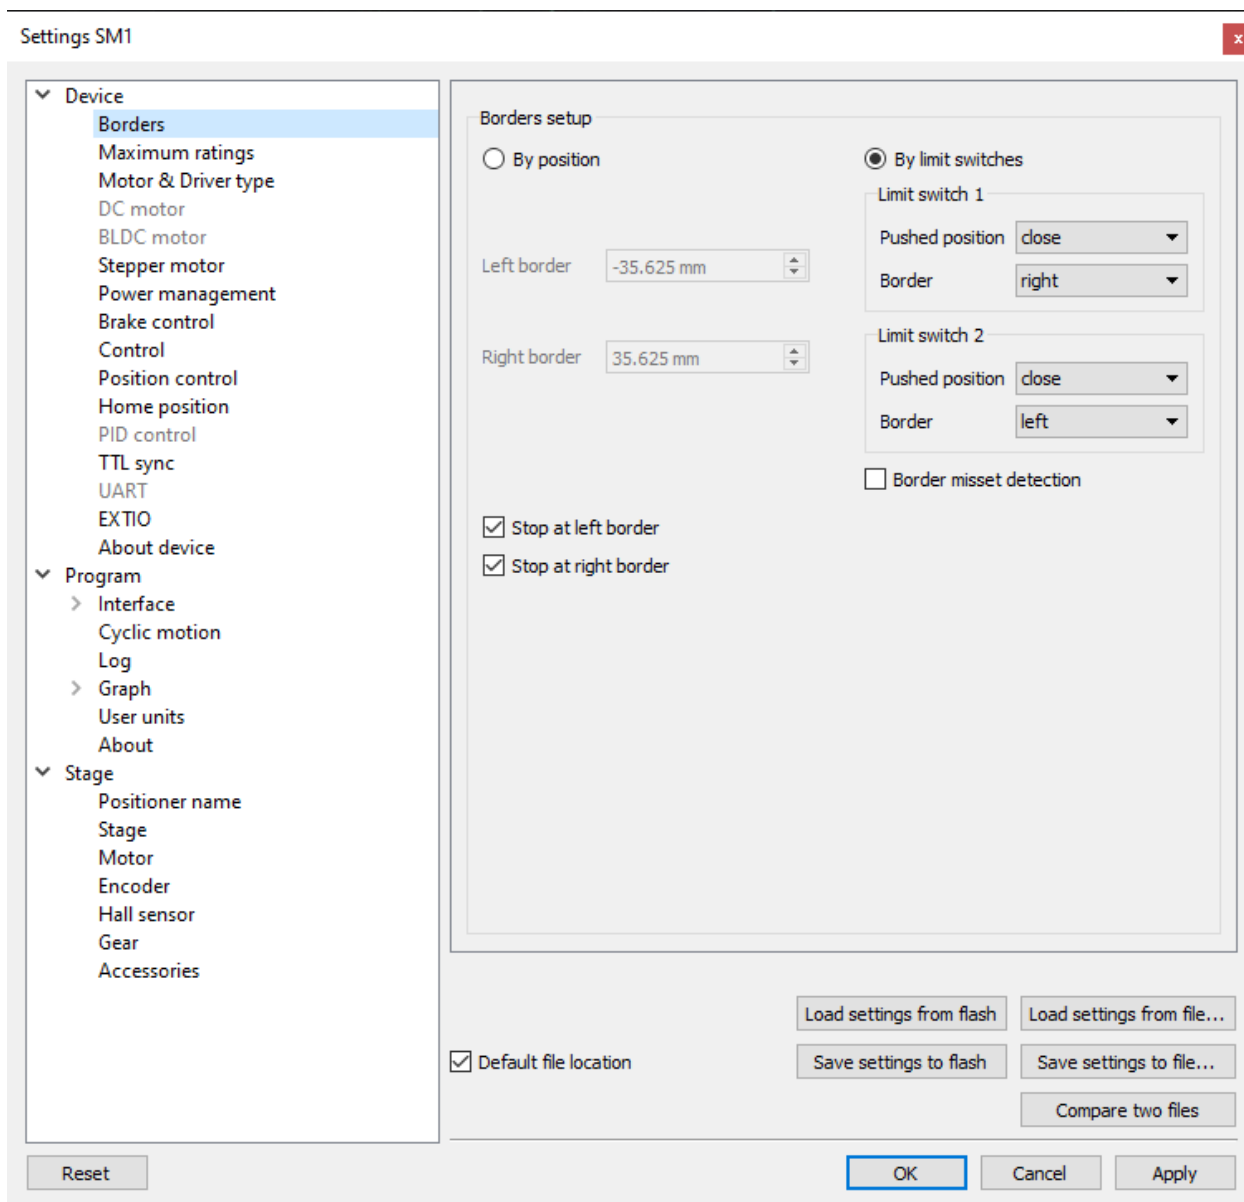 Settings SM1
x
Device
Borders
Maximum ratings
Motor & Driver type
DC motor
BLDC motor
Stepper motor
Power management
Brake control
Control
Position control
Home position
PID control
TTL sync
UART
EXTIO
About device
Program
Interface
Cyclic motion
Log
Graph
User units
About
Stage
Positioner name
Stage
Motor
Encoder
Hall sensor
Gear
Accessories
Borders setup
By position
Left border -35.625 mm
Right border 35.625 mm
By limit switches
Limit switch 1
Pushed position close
Border right
Limit switch 2
Pushed position close
Border left
Border misset detection
Stop at left border
Stop at right border
Load settings from flash Load settings from file...
Default file location Save settings to flash Save settings to file...
Compare two files
Reset OK Cancel Apply